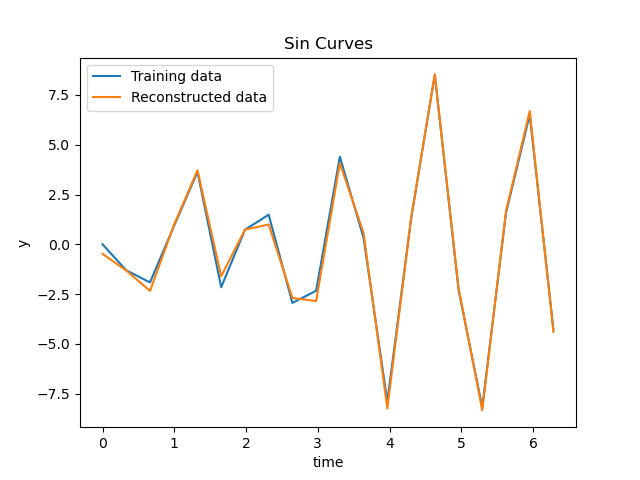 Sin Curves
Training data
Reconstructed data
7.5
5.0
2.5
0.0
−2.5
−5.0
−7.5
y
0 1 2 3 4 5 6
time